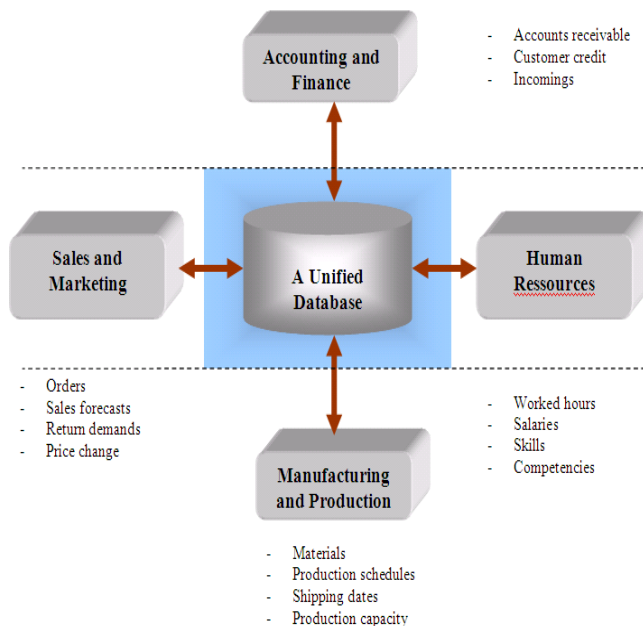 Accounting and
Finance
- Accounts receivable
- Customer credit
- Incomings
Sales and
Marketing
A Unified
Database
Human
Ressources
- Orders
- Sales forecasts
- Return demands
- Price change
- Worked hours
- Salaries
- Skills
- Competencies
Manufacturing
and Production
- Materials
- Production schedules
- Shipping dates
- Production capacity